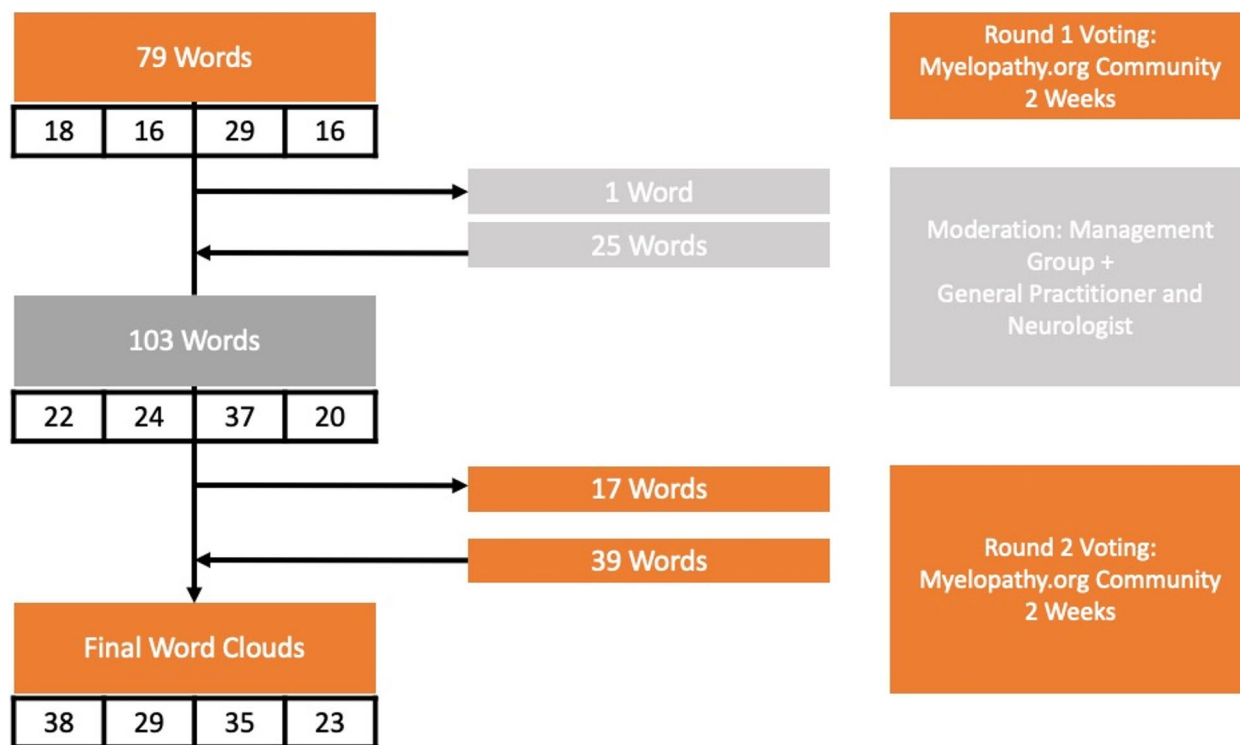 79 Words
18 16 29 16
Round 1 Voting:
Myelopathy.org Community
2 Weeks
1 Word
25 Words
Moderation: Management
Group +
General Practitioner and
Neurologist
103 Words
22 24 37 20
17 Words
39 Words
Round 2 Voting:
Myelopathy.org Community
2 Weeks
Final Word Clouds
38 29 35 23